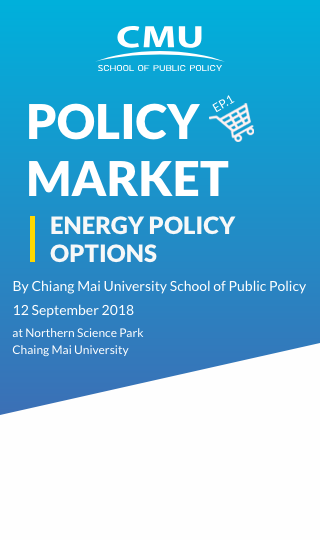 CMU
SCHOOL OF PUBLIC POLICY
POLICY
EP.1
MARKET
ENERGY POLICY
OPTIONS
By Chiang Mai University School of Public Policy
12 September 2018
at Northern Science Park
Chaing Mai University